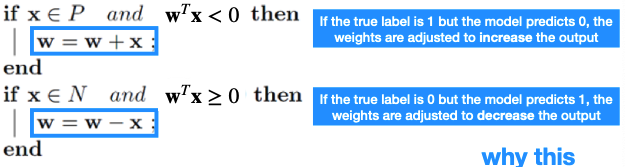 if x ∈ P and wᵀx < 0 then
w = w + x ;
end
If the true label is 1 but the model predicts 0, the
weights are adjusted to increase the output
if x ∈ N and wᵀx ≥ 0 then
w = w − x ;
end
If the true label is 0 but the model predicts 1, the
weights are adjusted to decrease the output
why this